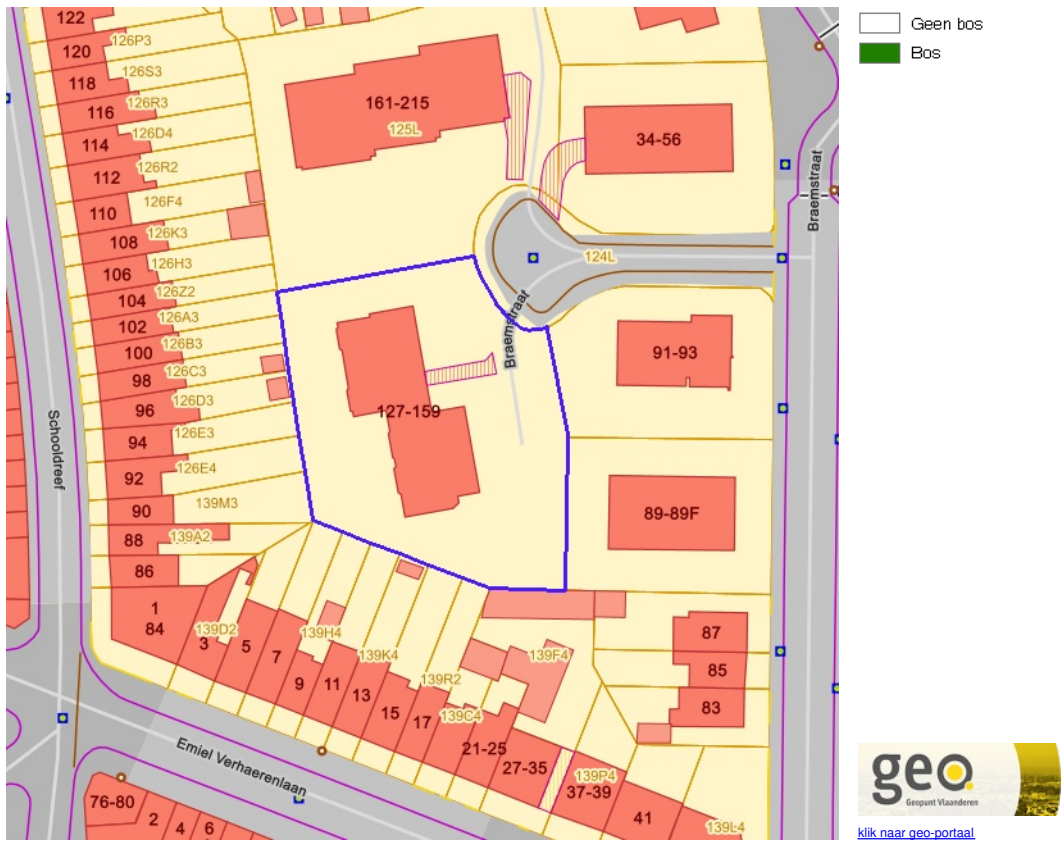 Geen bos
Bos
122
120
126P3
118
126S3
116
126R3
114
126D4
112
126R2
110
126F4
108
126K3
106
126H3
104
126Z2
102
126A3
100
126B3
98
126C3
96
126D3
94
126E3
92
126E4
90
139M3
88
139A2
86
1
84
161-215
125L
34-56
124L
Braemstraat
Braemstraat
127-159
91-93
89-89F
Schooldreef
139D2
3
5
7
139H4
9
11
139K4
13
15
139R2
17
139C4
21-25
139F4
27-35
139P4
37-39
41
139L4
87
85
83
Emiel Verhaerenlaan
76-80
2
4
6
geo
Geopunt Vlaanderen
klik naar geo-portaal